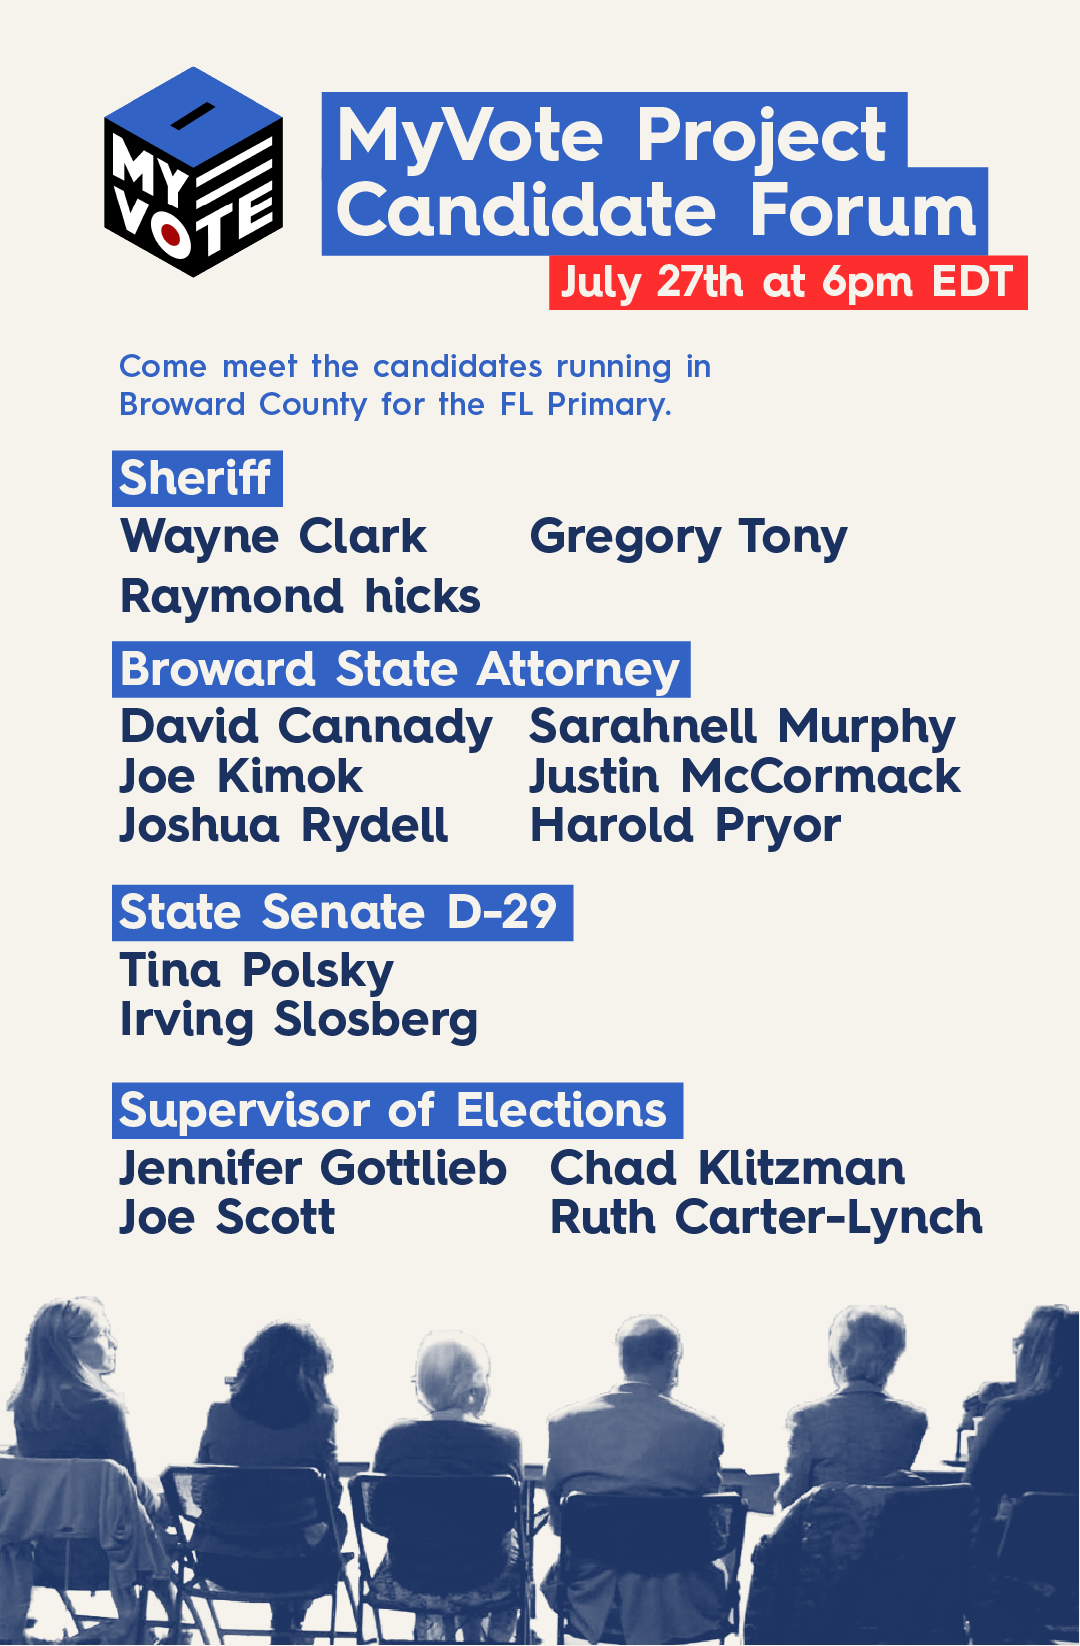 MY
VOTE
MyVote Project
Candidate Forum
July 27th at 6pm EDT
Come meet the candidates running in
Broward County for the FL Primary.
Sheriff
Wayne Clark Gregory Tony
Raymond hicks
Broward State Attorney
David Cannady Sarahnell Murphy
Joe Kimok Justin McCormack
Joshua Rydell Harold Pryor
State Senate D-29
Tina Polsky
Irving Slosberg
Supervisor of Elections
Jennifer Gottlieb Chad Klitzman
Joe Scott Ruth Carter-Lynch